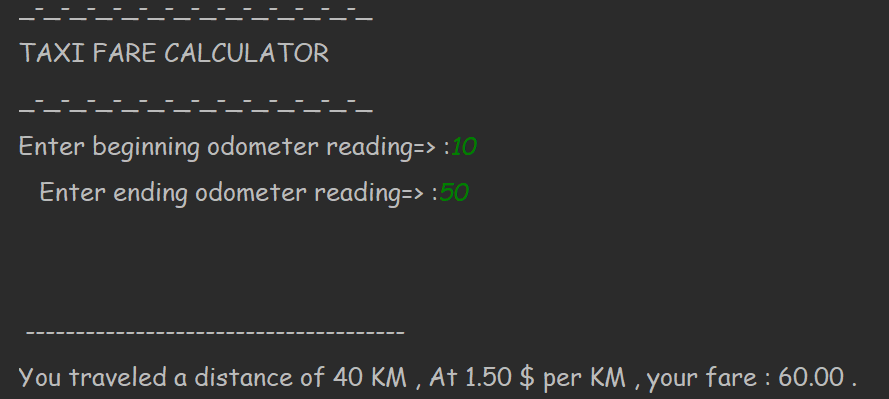 _-_-_-_-_-_-_-_-_-_-_-_-_-_
TAXI FARE CALCULATOR
_-_-_-_-_-_-_-_-_-_-_-_-_-_
Enter beginning odometer reading=> :10
Enter ending odometer reading=> :50
--------------------------------------
You traveled a distance of 40 KM , At 1.50 $ per KM , your fare : 60.00 .